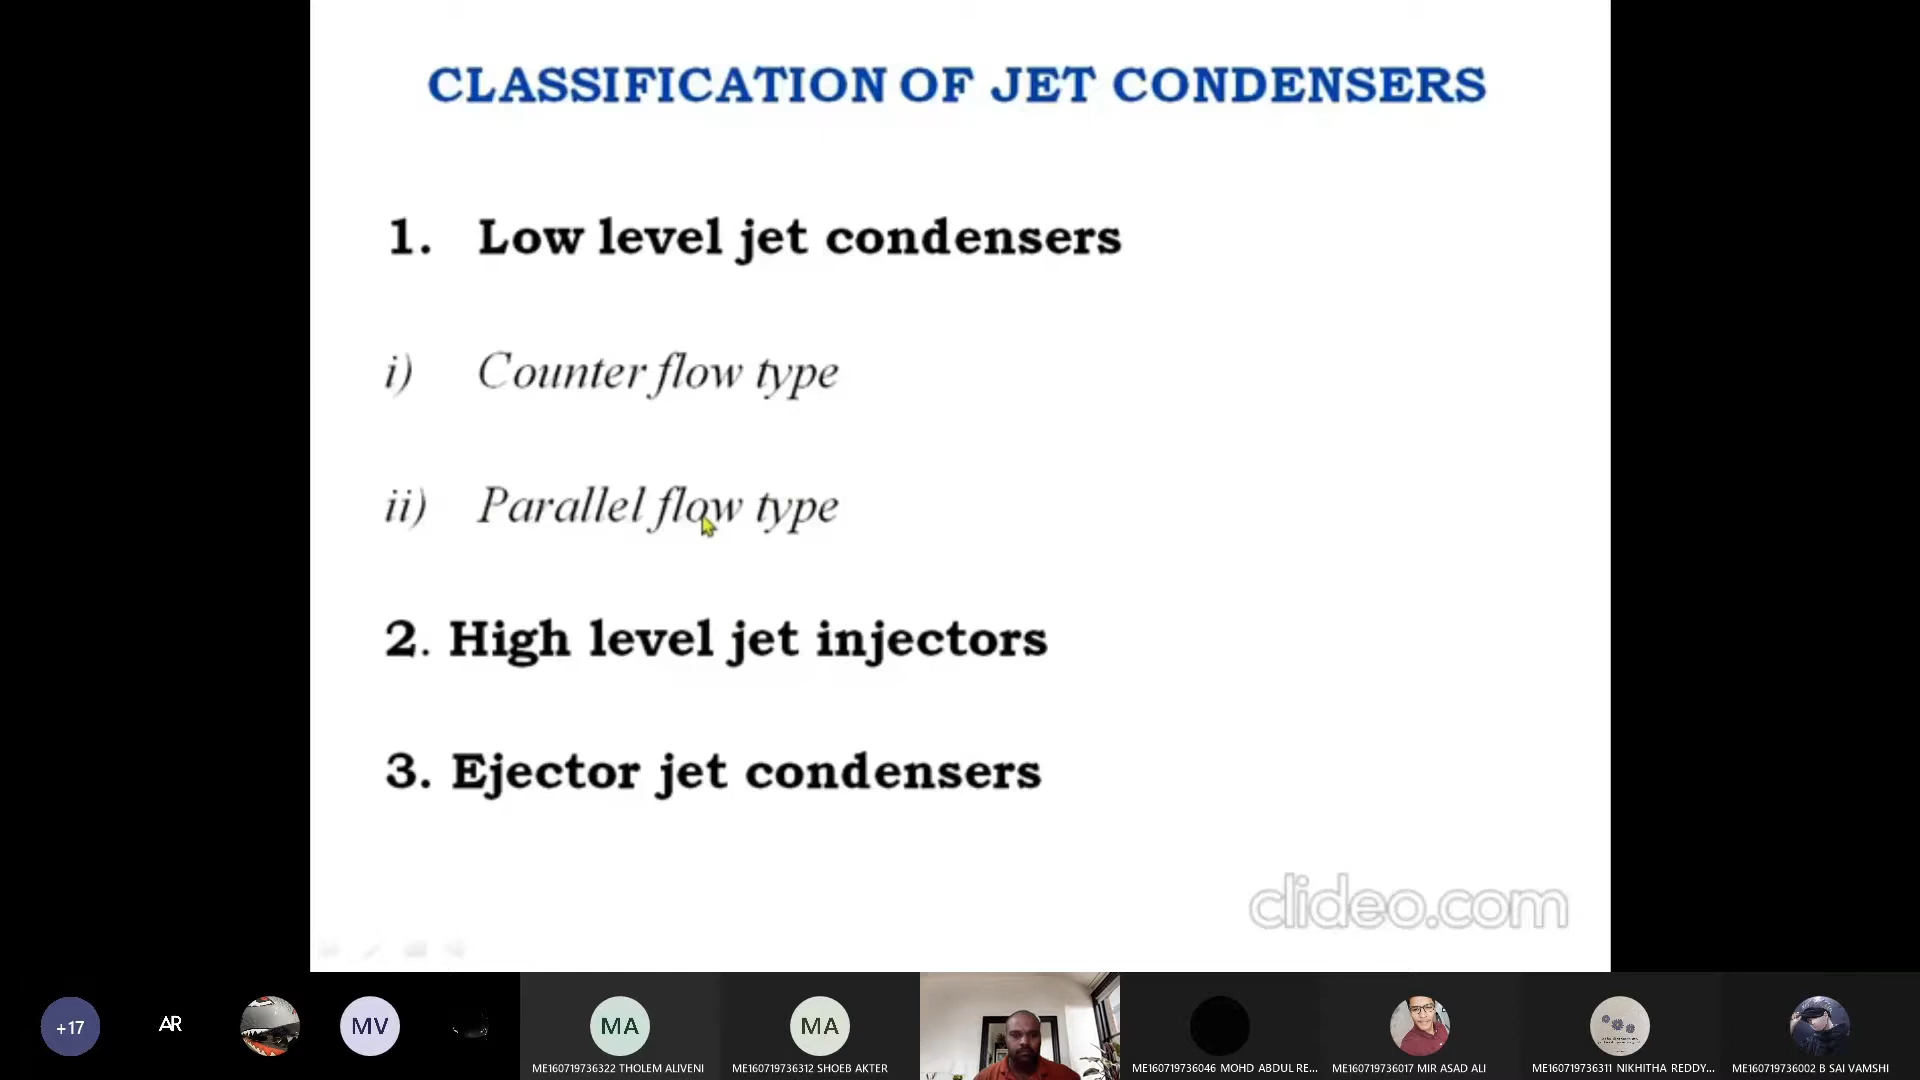 CLASSIFICATION OF JET CONDENSERS
1. Low level jet condensers
i) Counter flow type
ii) Parallel flow type
2. High level jet injectors
3. Ejector jet condensers
clideo.com
+17
AR
MV
MA
MA
ME160719736322 THOLEM ALIVENI
ME160719736312 SHOEB AKTER
ME160719736046 MOHD ABDUL RE...
ME160719736017 MIR ASAD ALI
ME160719736311 NIKHITHA REDDY...
ME160719736002 B SAI VAMSHI